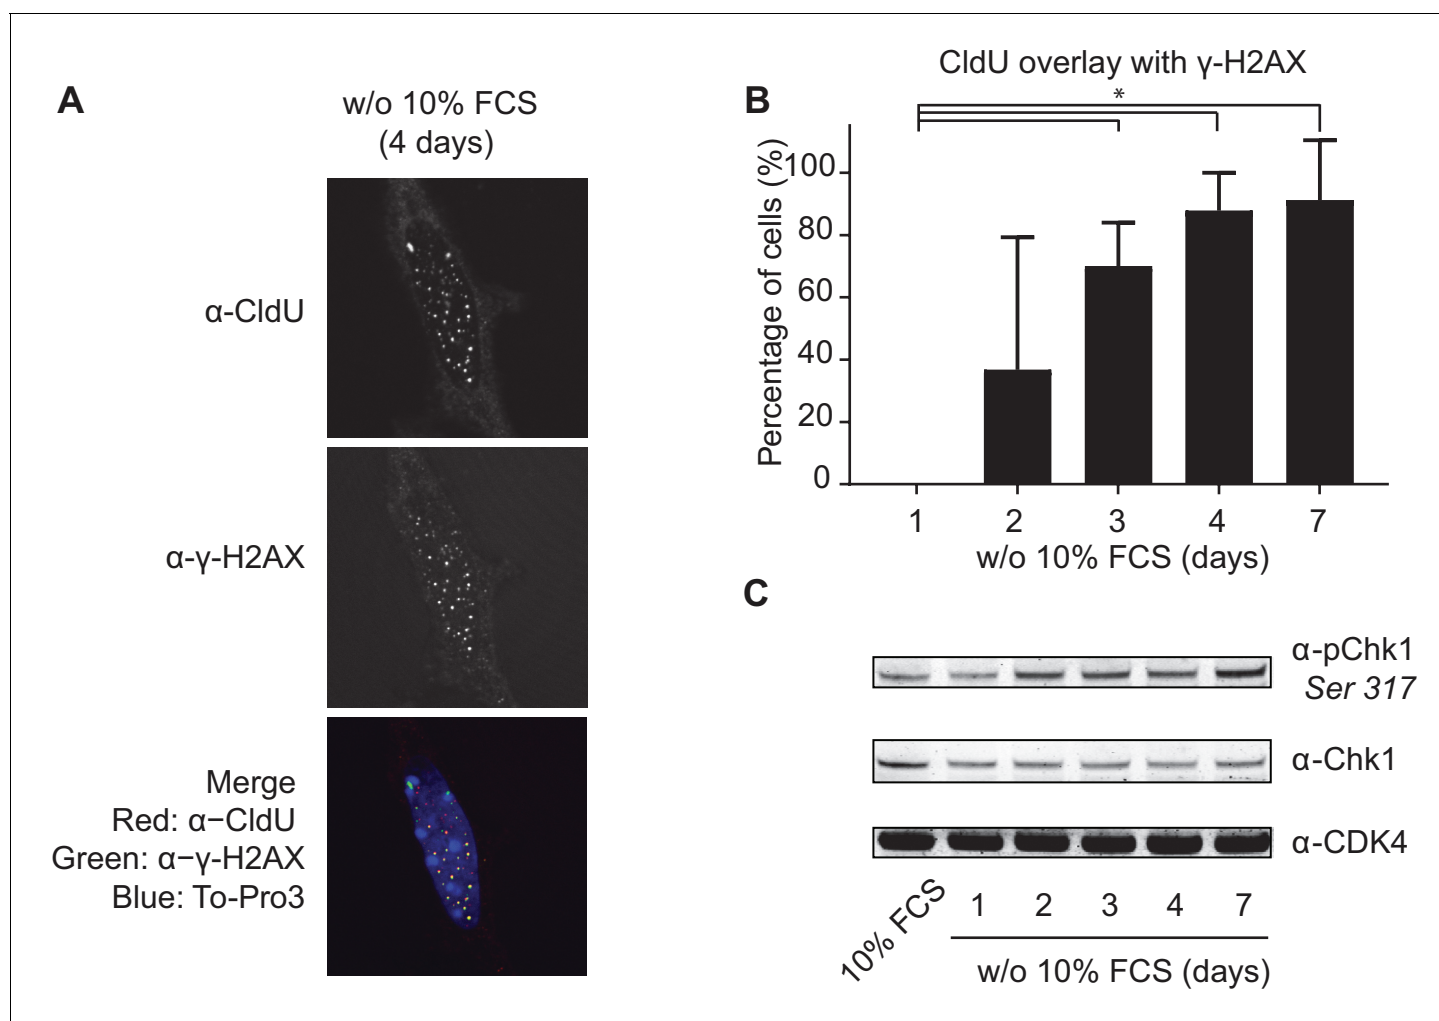 A
w/o 10% FCS
(4 days)
α-CldU
α-γ-H2AX
Merge
Red: α−CldU
Green: α−γ-H2AX
Blue: To-Pro3
B
CldU overlay with γ-H2AX
*
Percentage of cells (%)
100
80
60
40
20
0
1 2 3 4 7
w/o 10% FCS (days)
C
α-pChk1
Ser 317
α-Chk1
α-CDK4
10% FCS
1 2 3 4 7
w/o 10% FCS (days)